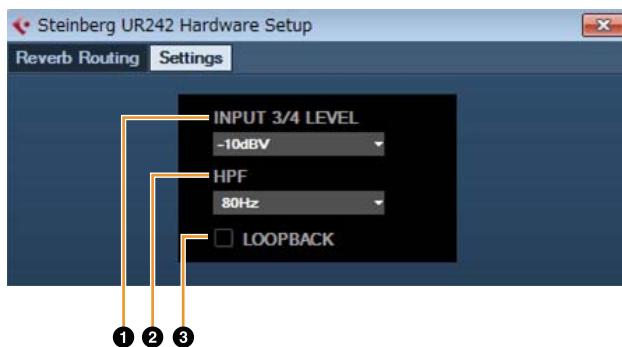 Steinberg UR242 Hardware Setup
Reverb Routing Settings
INPUT 3/4 LEVEL
-10dBV
HPF
80Hz
LOOPBACK
1 2 3